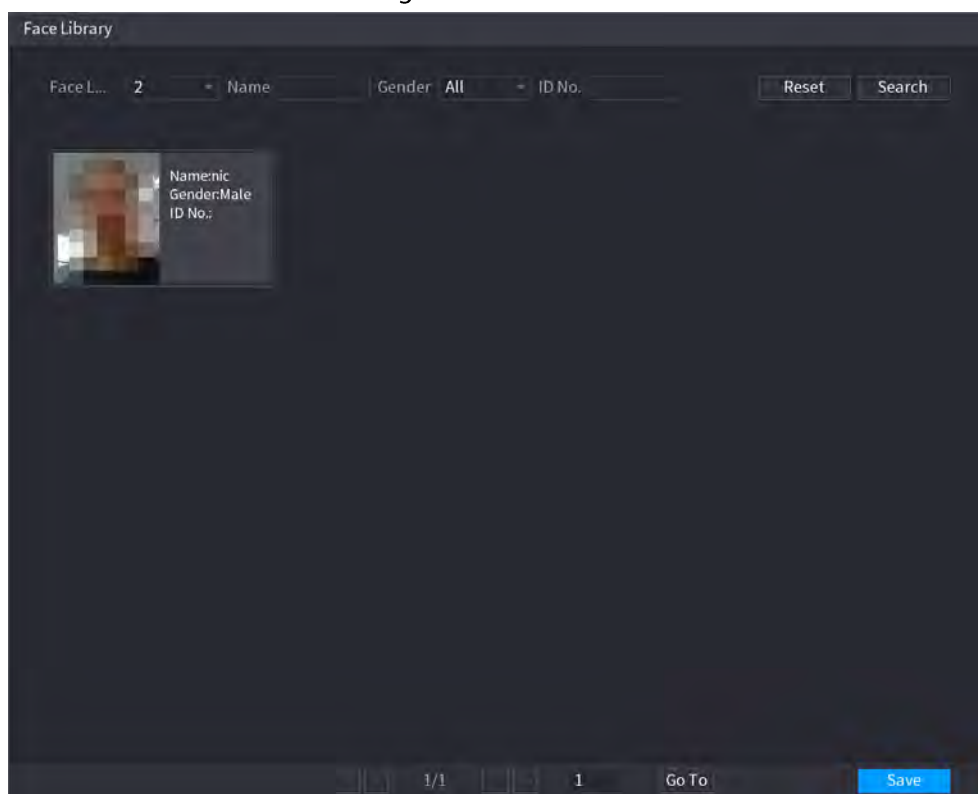 Face Library
Face L... 2 Name Gender All ID No. Reset Search
Name:nic
Gender:Male
ID No.:
1/1 1 Go To Save